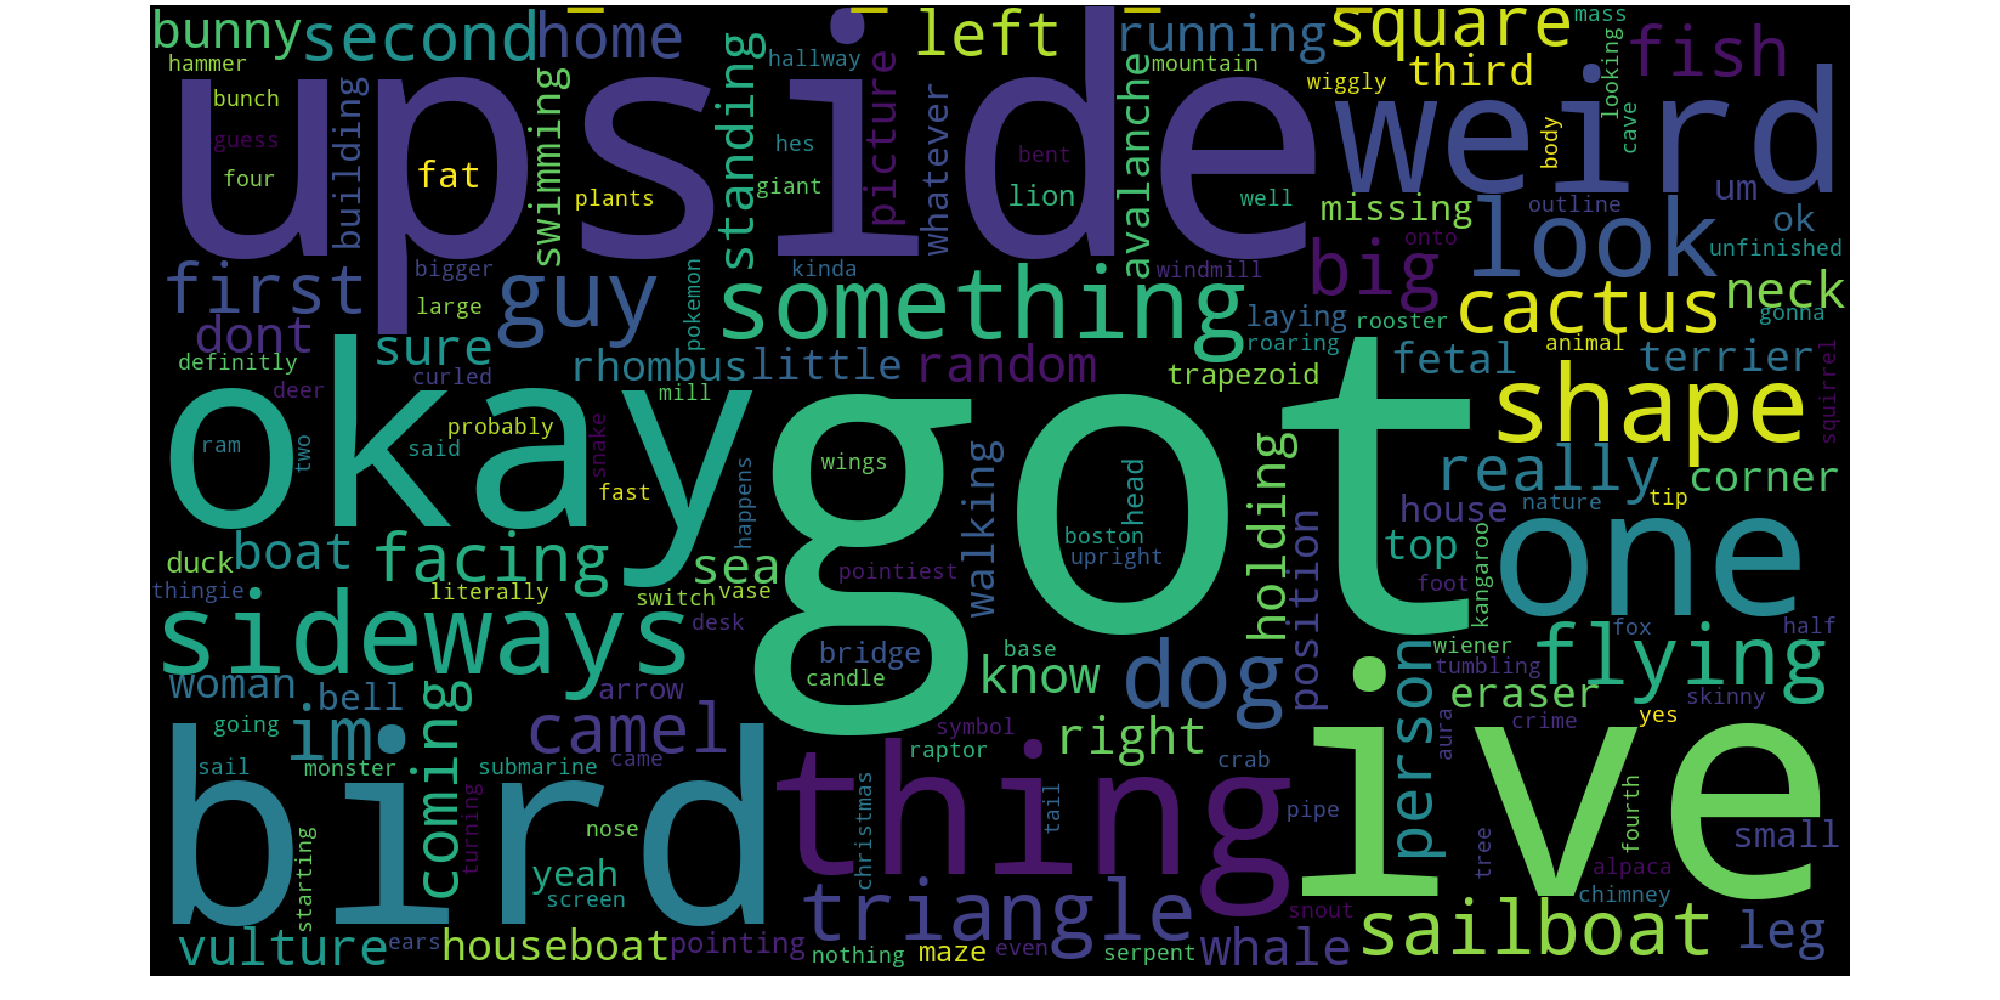 bunny
second
home
left
running
square
mass
fish
hammer
hallway
mountain
wiggly
third
looking
upside
weird
bunch
building
swimming
standing
picture
whatever
avalanche
cave
body
guess
four
fat
plants
hes
giant
bent
lion
well
missing
outline
um
ok
unfinished
onto
look
big
first
bigger
large
guy
pokemon
kinda
something
windmill
cactus
neck
gonna
dont
laying
rooster
roaring
animal
definitly
sure
rhombus
little
random
trapezoid
fetal
terrier
squirrel
deer
curled
mill
shape
okay
got
ram
two
probably
said
snake
fast
happens
wings
walking
head
holding
really
corner
tip
nature
house
boston
upright
position
top
kangaroo
one
duck
boat
facing
sea
pointiest
foot
thingie
literally
switch
vase
sideways
desk
bridge
base
candle
know
dog
person
wiener
fox
half
tumbling
flying
woman
bell
arrow
eraser
skinny
going
im
coming
camel
symbol
right
crime
yes
aura
sail
monster
submarine
came
raptor
crab
bird
thing
ive
turning
nose
christmas
tail
pipe
tree
fourth
small
starting
yeah
screen
alpaca
chimney
triangle
snout
sailboat
leg
vulture
ears
houseboat
pointing
nothing
maze
even
serpent
whale